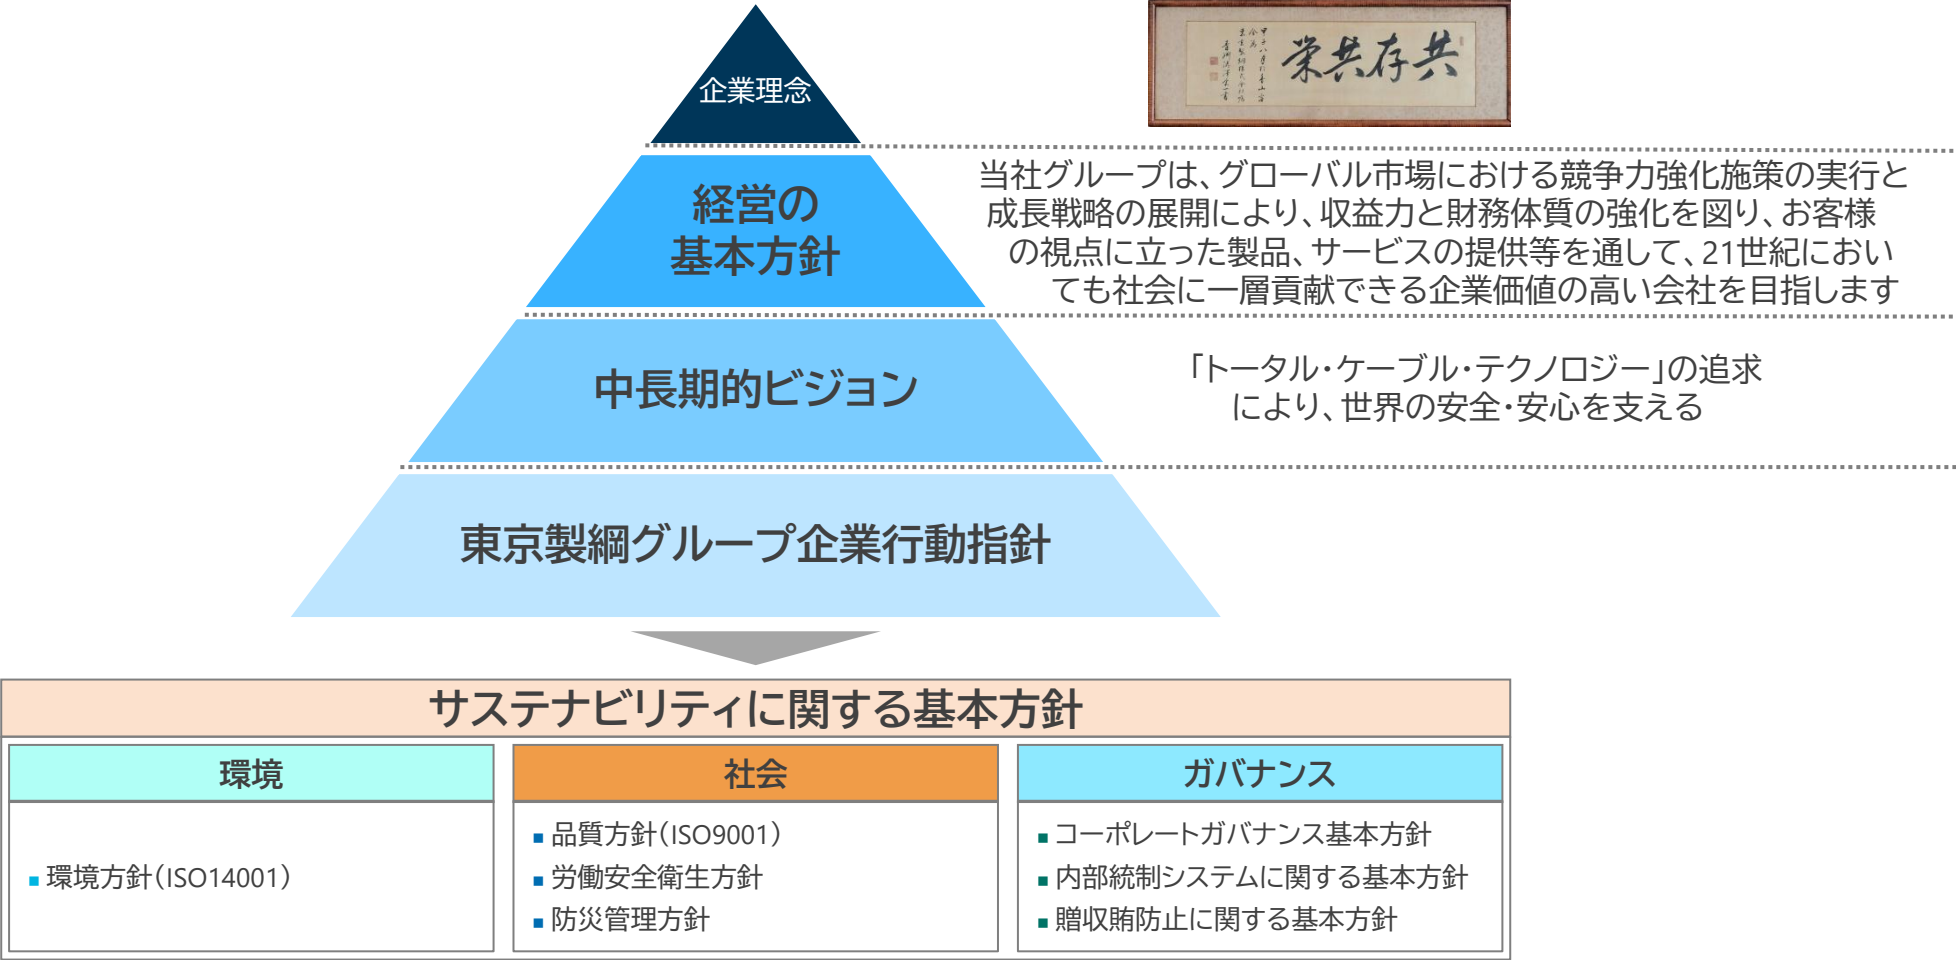 企業理念
共存共栄
経営の
基本方針
当社グループは、グローバル市場における競争力強化施策の実行と
成長戦略の展開により、収益力と財務体質の強化を図り、お客様
の視点に立った製品、サービスの提供等を通して、21世紀におい
ても社会に一層貢献できる企業価値の高い会社を目指します
中長期的ビジョン
「トータル・ケーブル・テクノロジー」の追求
により、世界の安全・安心を支える
東京製綱グループ企業行動指針
サステナビリティに関する基本方針
環境
■ 環境方針（ISO14001）
社会
■ 品質方針（ISO9001）
■ 労働安全衛生方針
■ 防災管理方針
ガバナンス
■ コーポレートガバナンス基本方針
■ 内部統制システムに関する基本方針
■ 贈収賄防止に関する基本方針